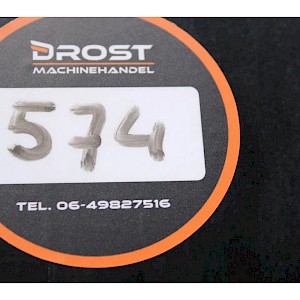 DROST
MACHINEHANDEL
574
TEL. 06-49827516